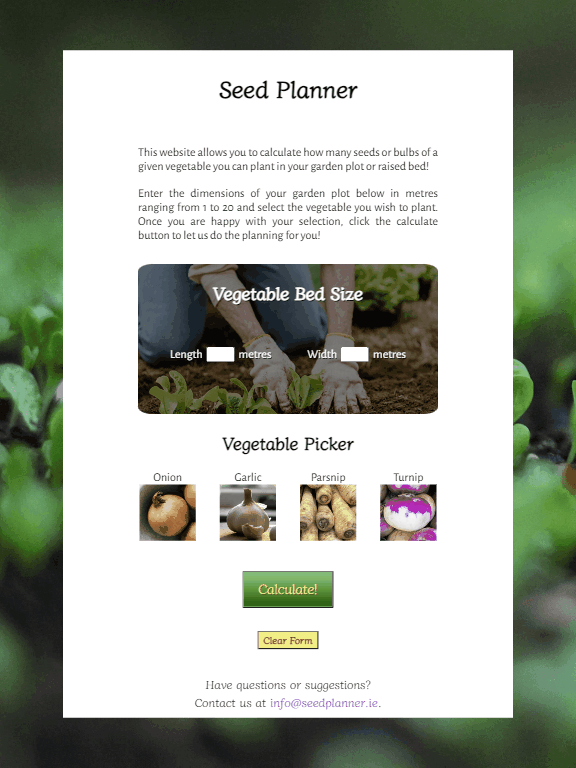 Seed Planner
This website allows you to calculate how many seeds or bulbs of a
given vegetable you can plant in your garden plot or raised bed!
Enter the dimensions of your garden plot below in metres
ranging from 1 to 20 and select the vegetable you wish to plant.
Once you are happy with your selection, click the calculate
button to let us do the planning for you!
Vegetable Bed Size
Length metres Width metres
Vegetable Picker
Onion Garlic Parsnip Turnip
Calculate!
Clear Form
Have questions or suggestions?
Contact us at info@seedplanner.ie.